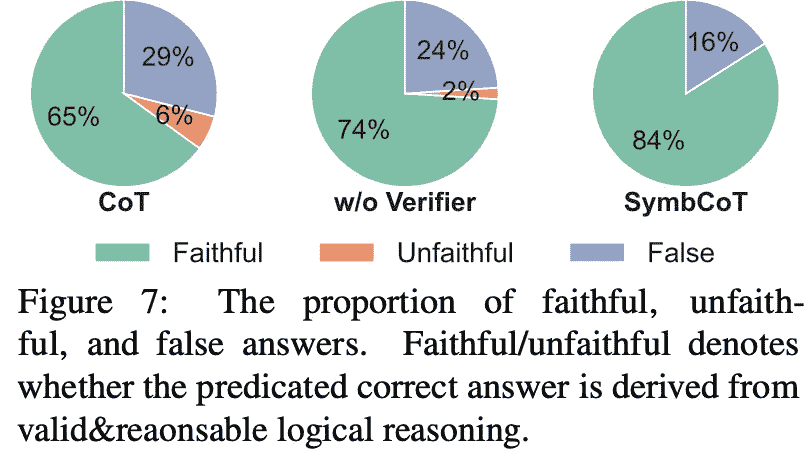 29%
65%
6%
CoT
24%
2%
74%
w/o Verifier
16%
84%
SymbCoT
Faithful
Unfaithful
False
Figure 7: The proportion of faithful, unfaith-
ful, and false answers. Faithful/unfaithful denotes
whether the predicated correct answer is derived from
valid&reaonsable logical reasoning.